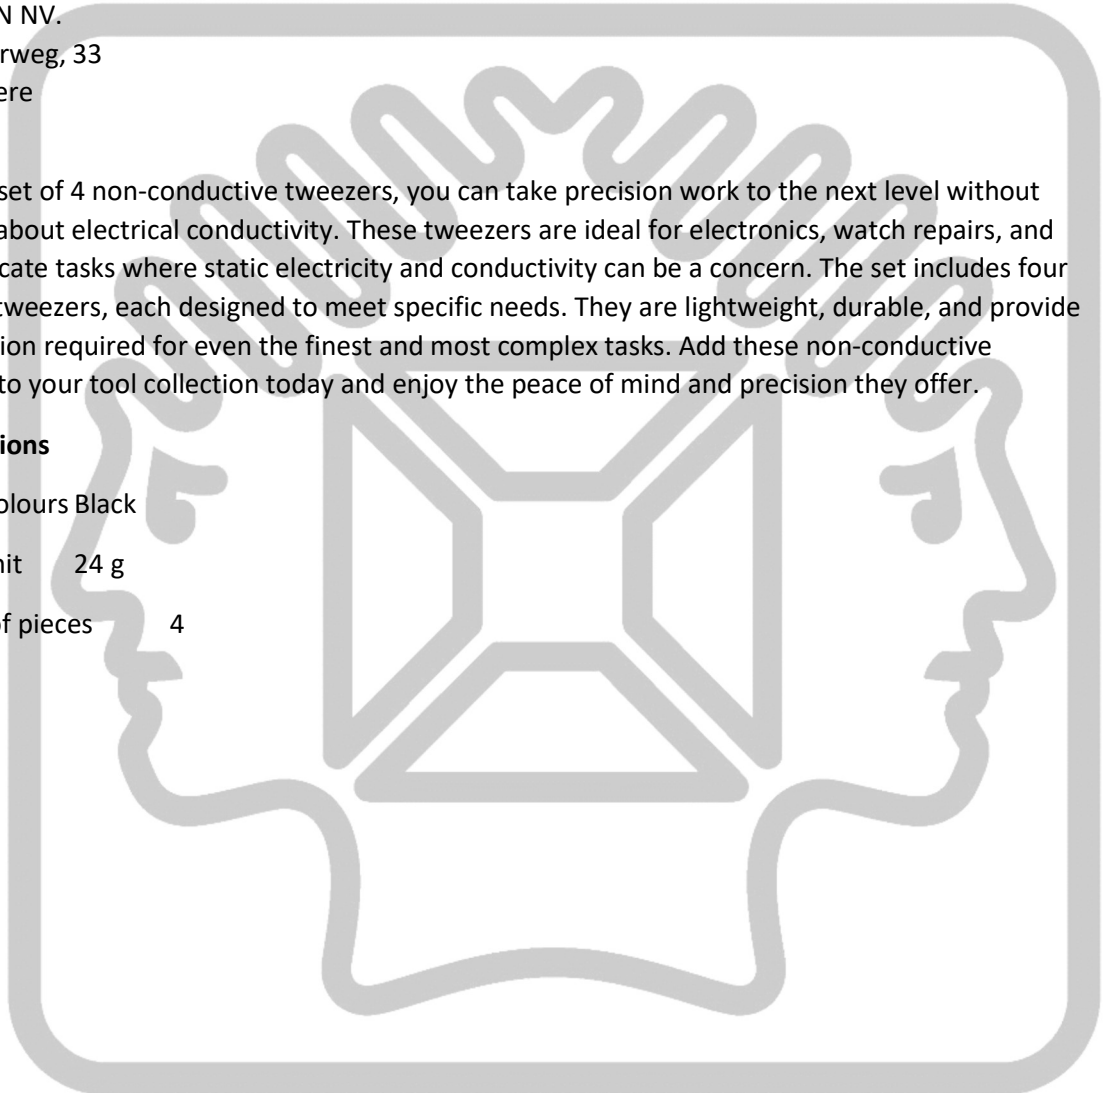 N NV.
rweg, 33
ere
set of 4 non-conductive tweezers, you can take precision work to the next level without
about electrical conductivity. These tweezers are ideal for electronics, watch repairs, and
cate tasks where static electricity and conductivity can be a concern. The set includes four
tweezers, each designed to meet specific needs. They are lightweight, durable, and provide
ion required for even the finest and most complex tasks. Add these non-conductive
to your tool collection today and enjoy the peace of mind and precision they offer.
ions
olours Black
nit 24 g
of pieces 4